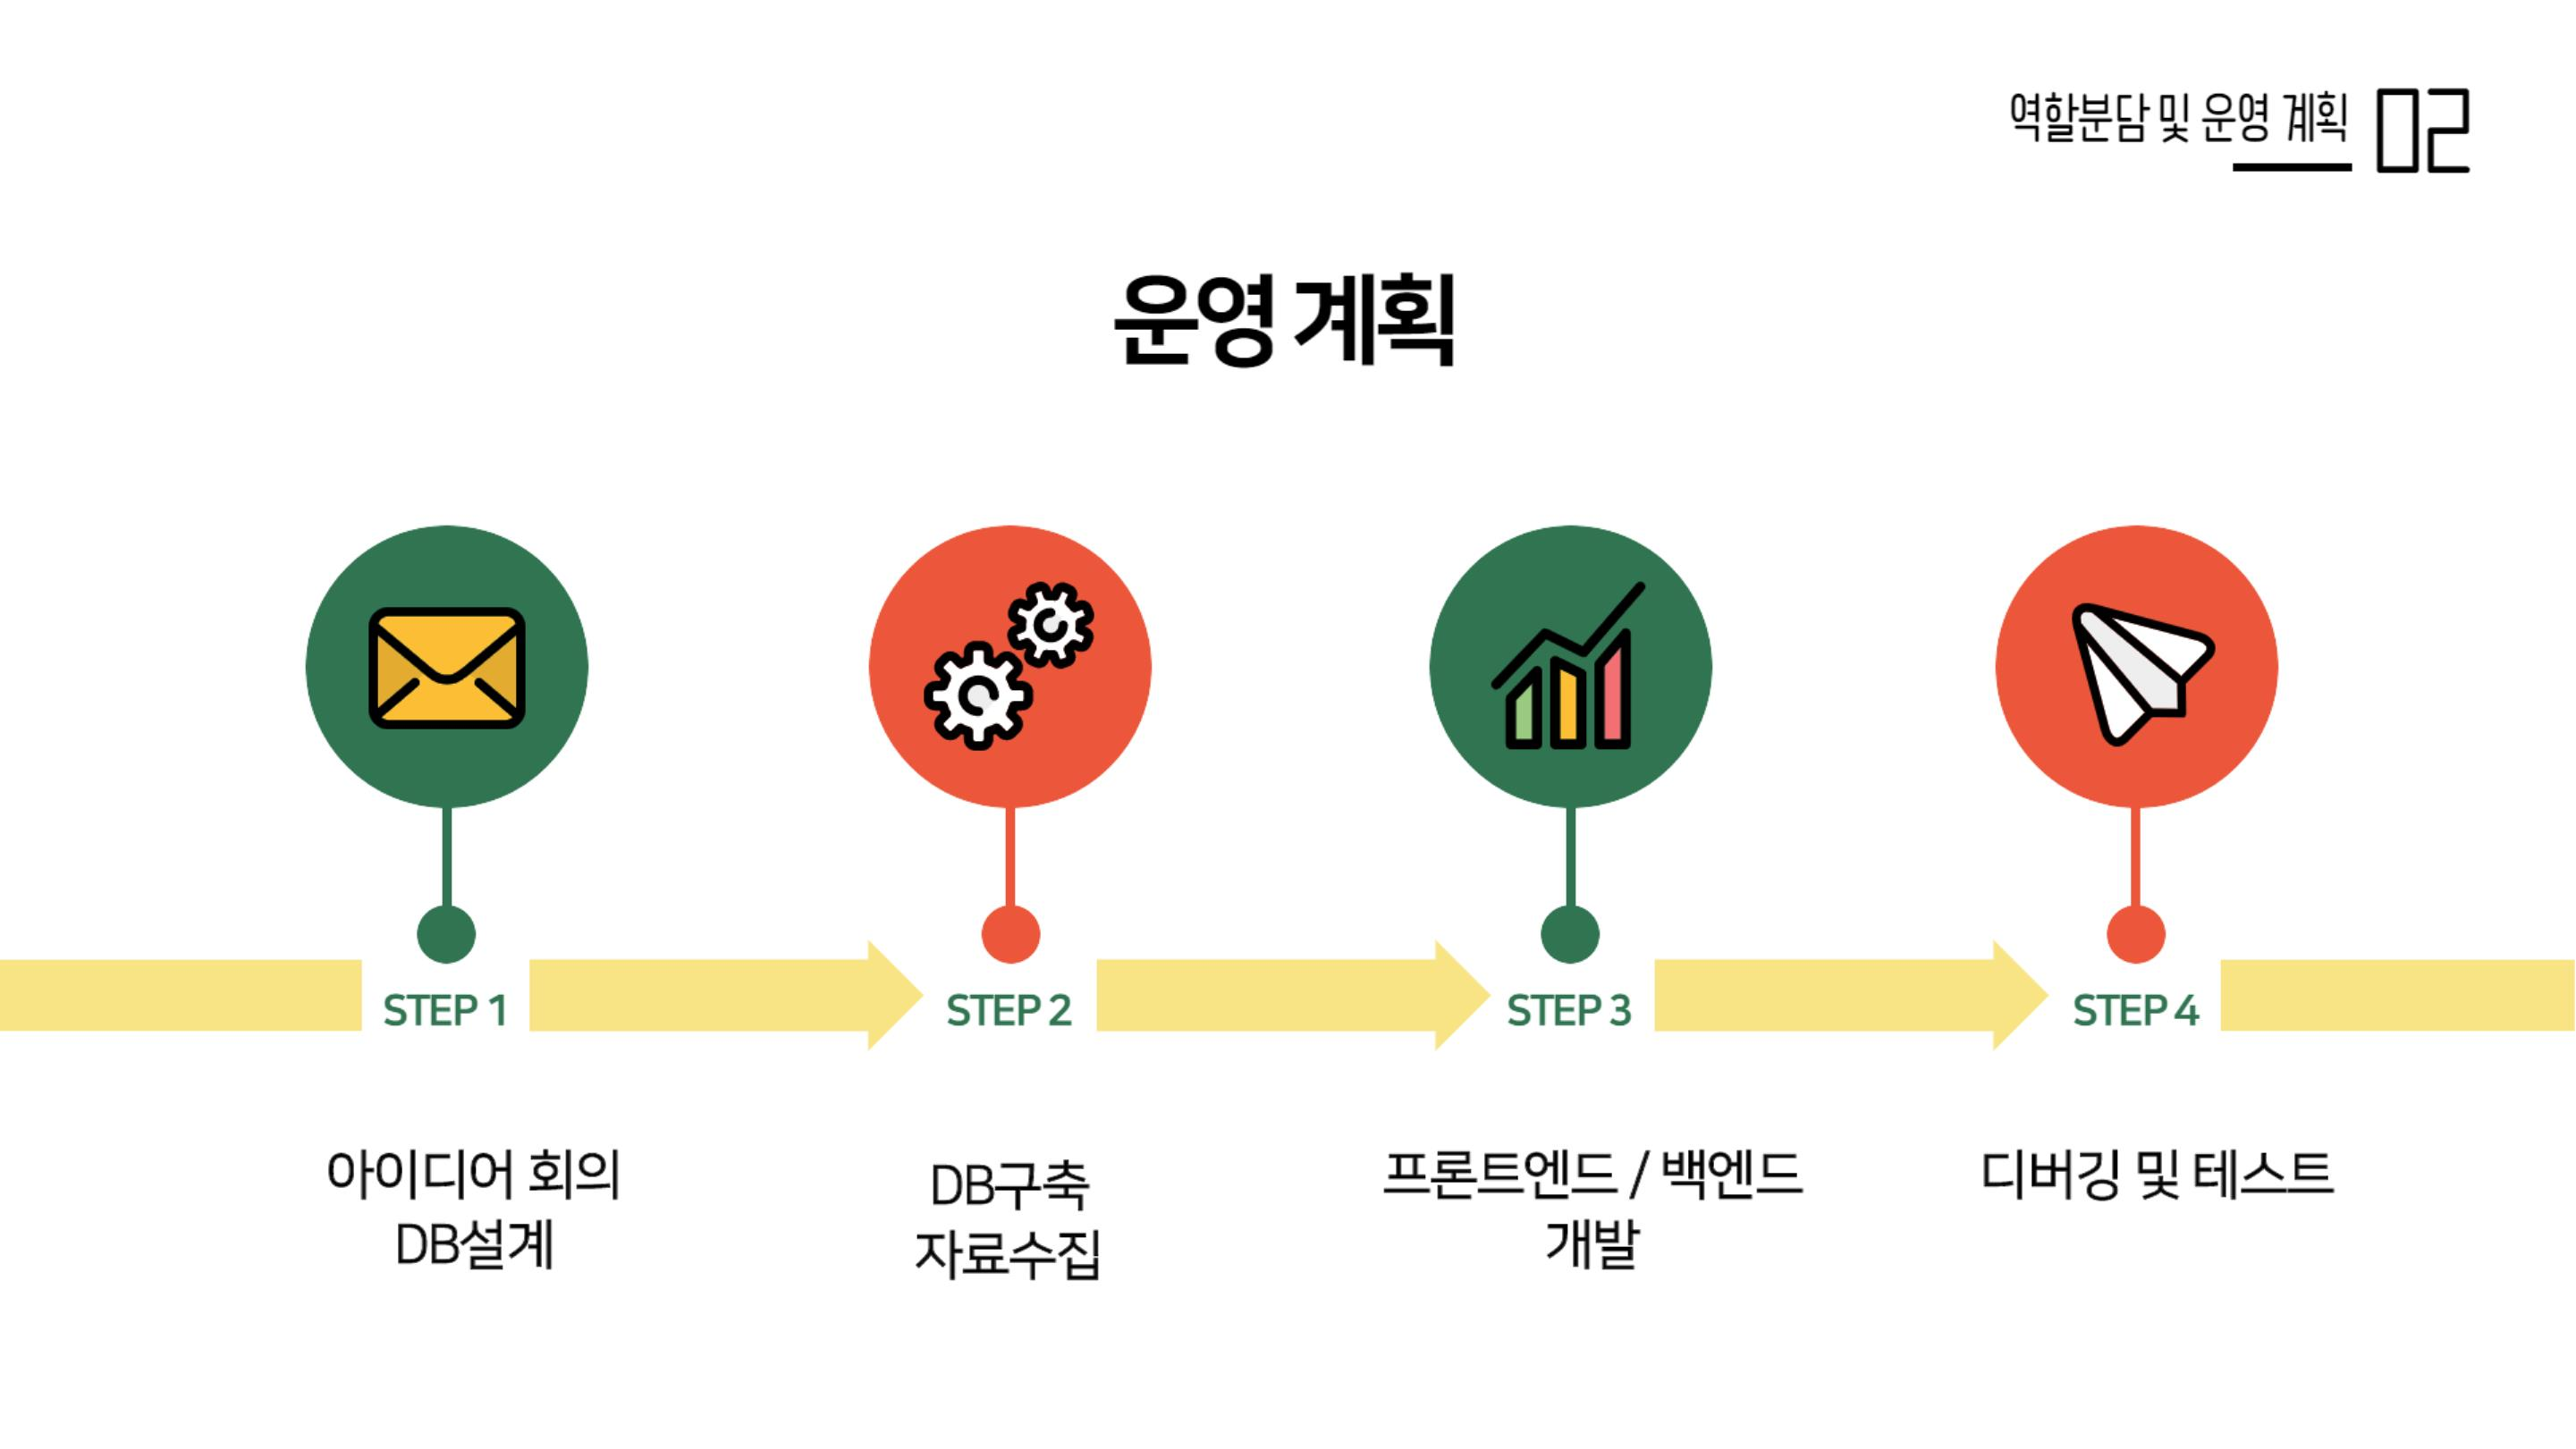 역할분담 및 운영 계획 02
운영 계획
STEP 1
STEP 2
STEP 3
STEP 4
아이디어 회의
DB설계
DB구축
자료수집
프론트엔드 / 백엔드
개발
디버깅 및 테스트